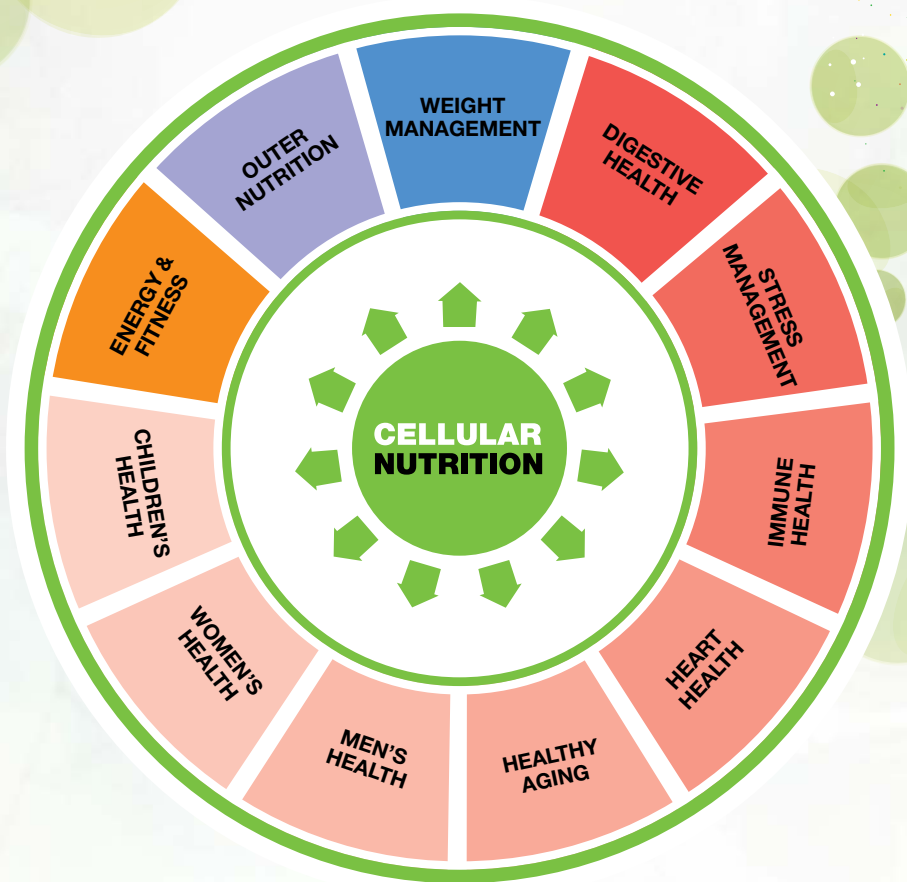 WEIGHT
MANAGEMENT
DIGESTIVE
HEALTH
STRESS
MANAGEMENT
IMMUNE
HEALTH
HEART
HEALTH
HEALTHY
AGING
MEN'S
HEALTH
WOMEN'S
HEALTH
CHILDREN'S
HEALTH
ENERGY &
FITNESS
OUTER
NUTRITION
CELLULAR
NUTRITION